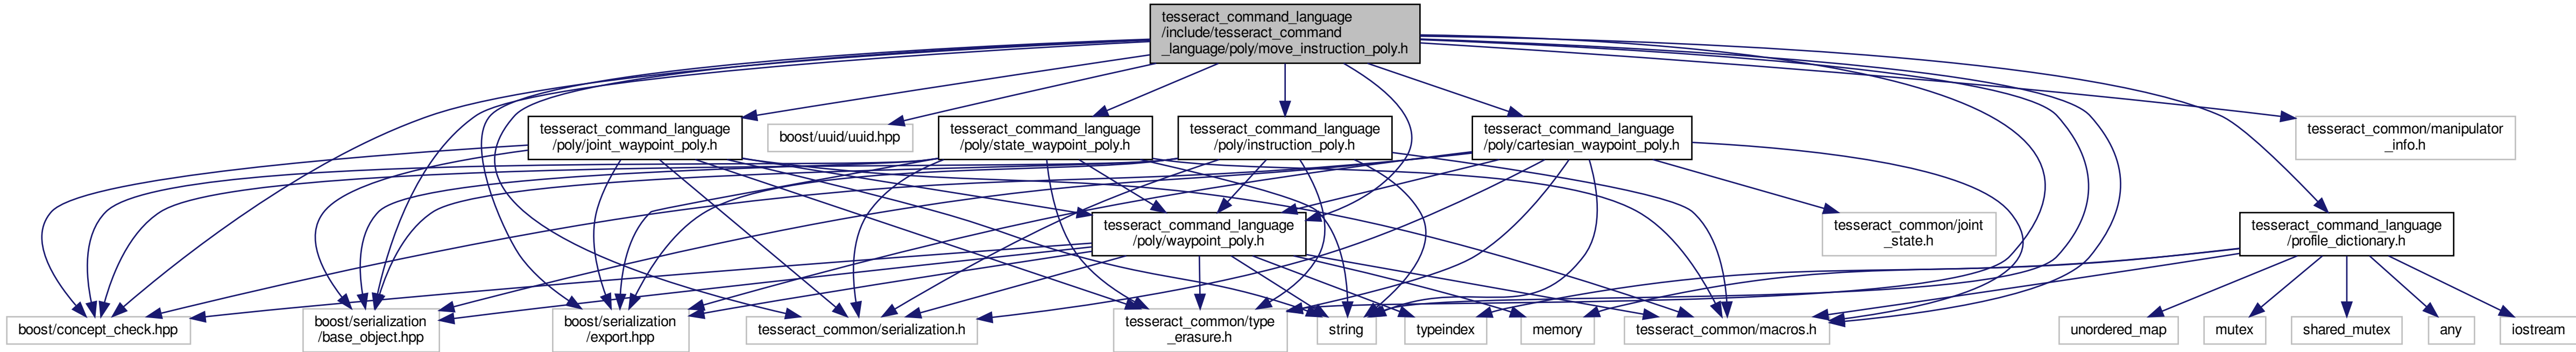 tesseract_command_language
/include/tesseract_command
_language/poly/move_instruction_poly.h
tesseract_command_language
/poly/joint_waypoint_poly.h
boost/uuid/uuid.hpp
tesseract_command_language
/poly/state_waypoint_poly.h
tesseract_command_language
/poly/instruction_poly.h
tesseract_command_language
/poly/cartesian_waypoint_poly.h
tesseract_common/manipulator
_info.h
tesseract_command_language
/poly/waypoint_poly.h
tesseract_common/joint
_state.h
tesseract_command_language
/profile_dictionary.h
boost/concept_check.hpp
boost/serialization
/base_object.hpp
boost/serialization
/export.hpp
tesseract_common/serialization.h
tesseract_common/type
_erasure.h
string
typeindex
memory
tesseract_common/macros.h
unordered_map
mutex
shared_mutex
any
iostream